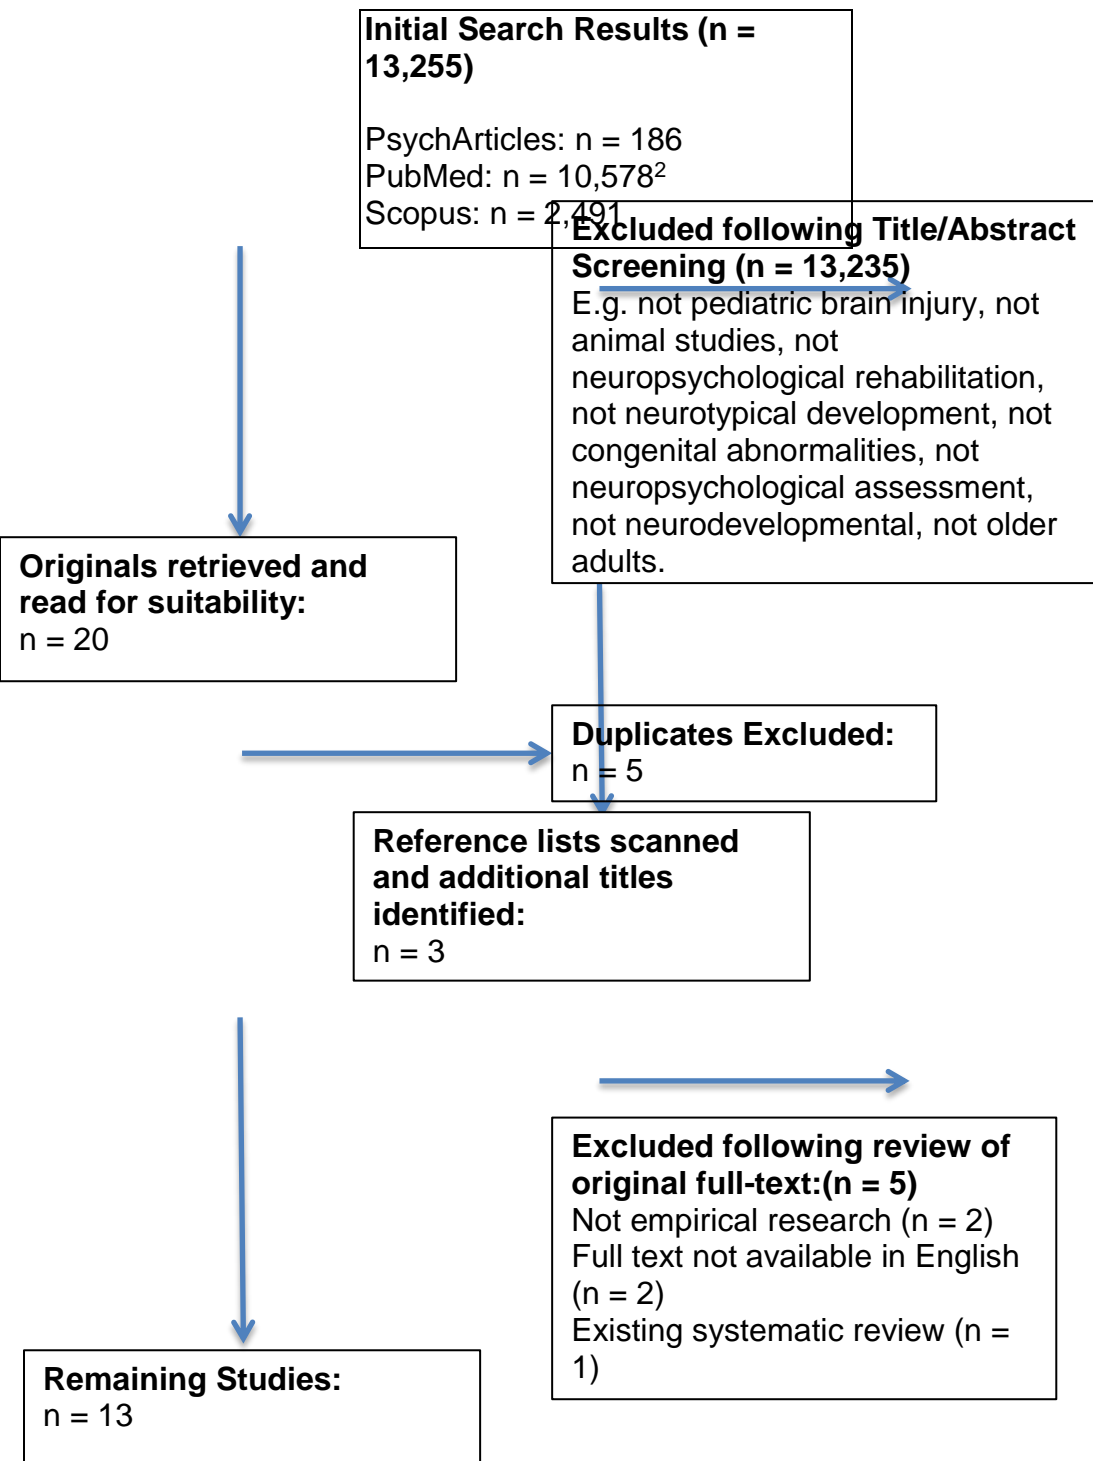 Initial Search Results (n =
13,255)
PsychArticles: n = 186
PubMed: n = 10,578²
Scopus: n = 2,491
Excluded following Title/Abstract
Screening (n = 13,235)
E.g. not pediatric brain injury, not
animal studies, not
neuropsychological rehabilitation,
not neurotypical development, not
congenital abnormalities, not
neuropsychological assessment,
not neurodevelopmental, not older
adults.
Originals retrieved and
read for suitability:
n = 20
Duplicates Excluded:
n = 5
Reference lists scanned
and additional titles
identified:
n = 3
Excluded following review of
original full-text:(n = 5)
Not empirical research (n = 2)
Full text not available in English
(n = 2)
Existing systematic review (n =
1)
Remaining Studies:
n = 13